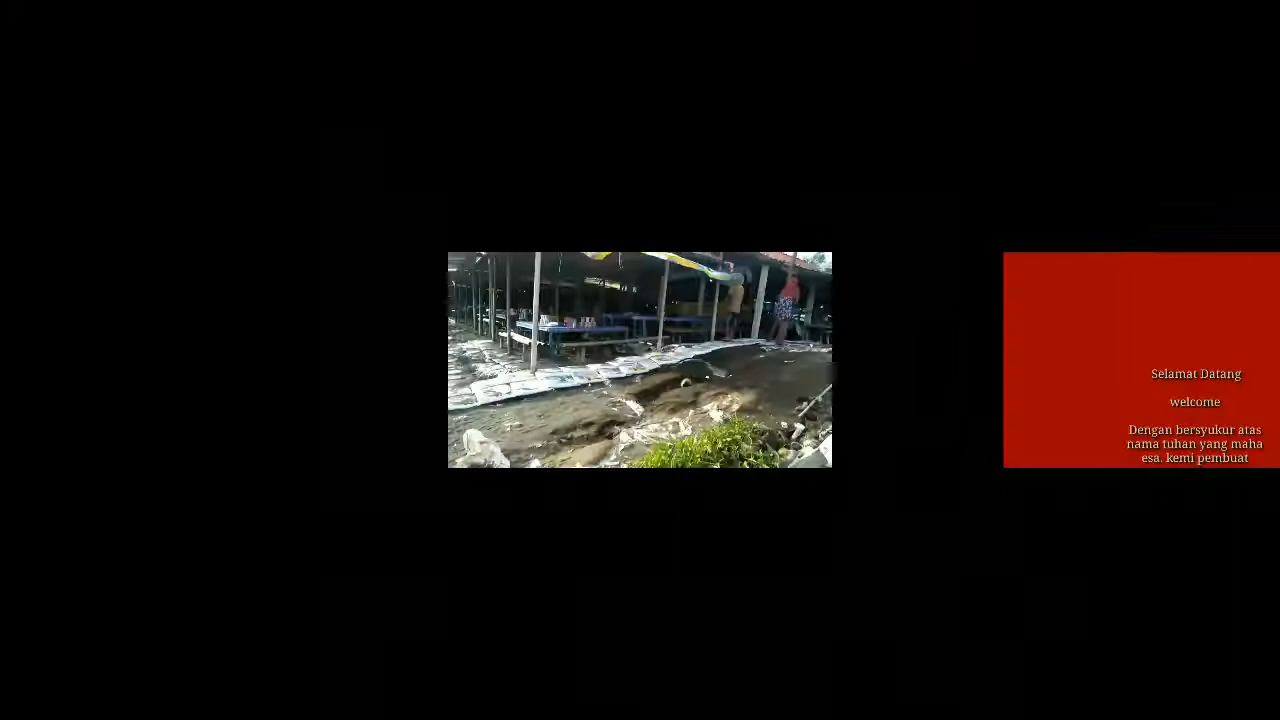 Selamat Datang
welcome
Dengan bersyukur atas
nama tuhan yang maha
esa. kemi pembuat